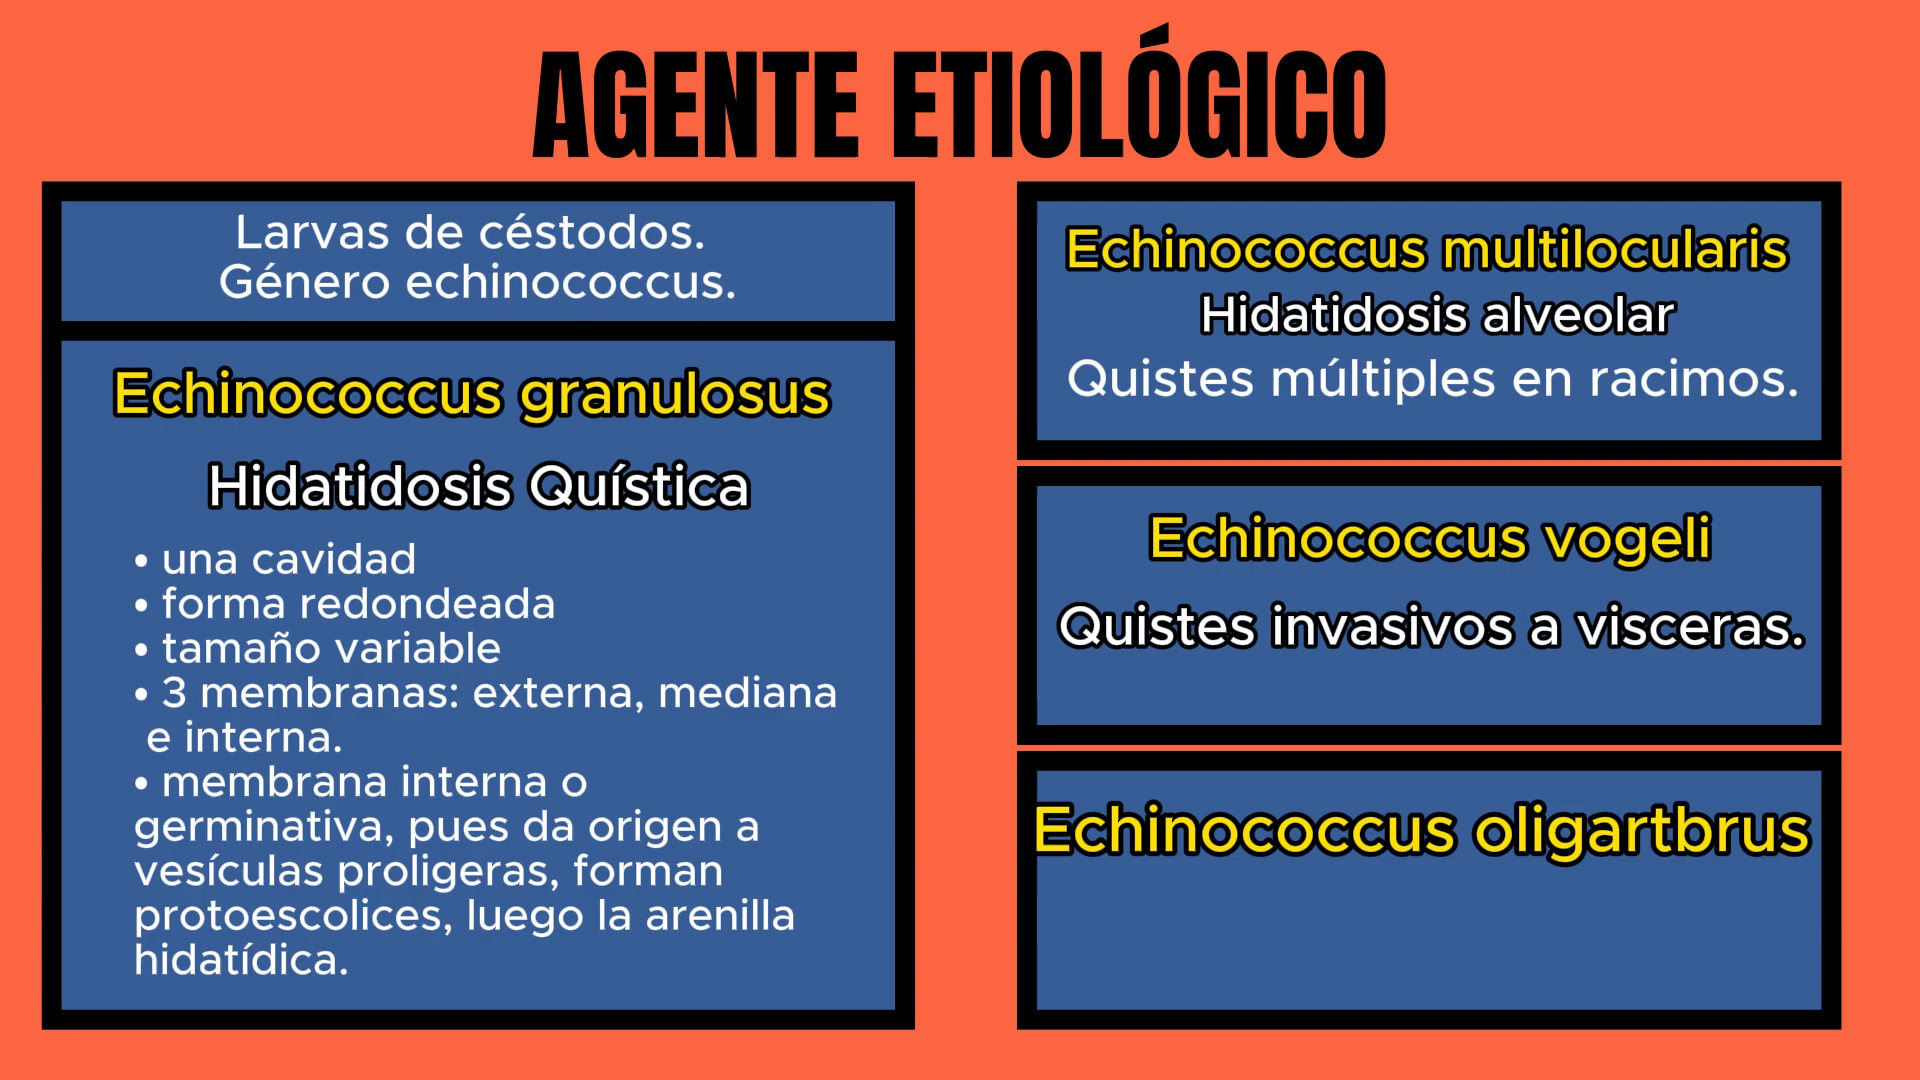 AGENTE ETIOLÓGICO
Larvas de céstodos.
Género echinococcus.
Echinococcus granulosus
Hidatidosis Quística
• una cavidad
• forma redondeada
• tamaño variable
• 3 membranas: externa, mediana
e interna.
• membrana interna o
germinativa, pues da origen a
vesículas proligeras, forman
protoescolices, luego la arenilla
hidatídica.
Echinococcus multilocularis
Hidatidosis alveolar
Quistes múltiples en racimos.
Echinococcus vogeli
Quistes invasivos a visceras.
Echinococcus oligartbrus